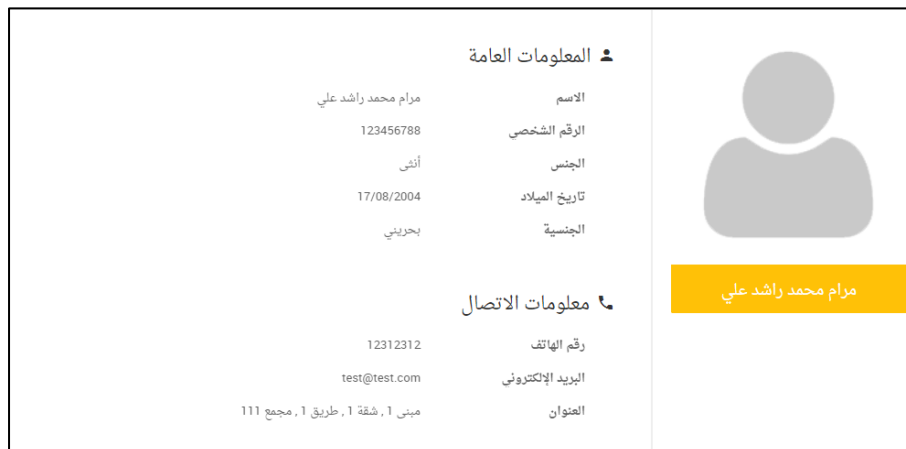 المعلومات العامة
الاسم مرام محمد راشد علي
الرقم الشخصي 123456788
الجنس أنثى
تاريخ الميلاد 17/08/2004
الجنسية بحريني
معلومات الاتصال
رقم الهاتف 12312312
البريد الإلكتروني test@test.com
العنوان مبنى 1 , شقة 1 , طريق 1 , مجمع 111
مرام محمد راشد علي